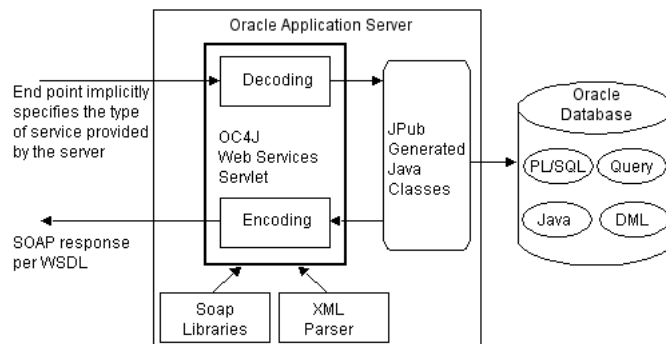 Oracle Application Server
End point implicitly
specifies the type
of service provided
by the server
Decoding
OC4J
Web Services
Servlet
Encoding
JPub
Generated
Java
Classes
Oracle
Database
PL/SQL
Query
Java
DML
SOAP response
per WSDL
Soap
Libraries
XML
Parser